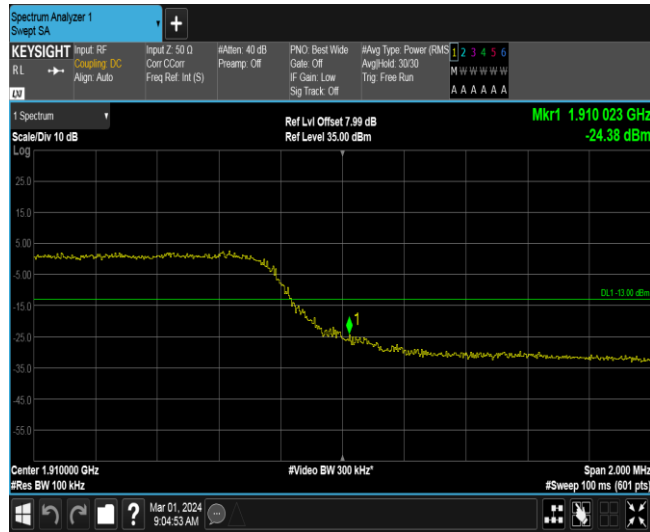 Spectrum Analyzer 1
Swept SA
+
KEYSIGHT
RL
LXI
Input: RF
Coupling: DC
Align: Auto
Input Z: 50 Ω
Corr CCorr
Freq Ref: Int (S)
#Atten: 40 dB
Preamp: Off
PNO: Best Wide
Gate: Off
IF Gain: Low
Sig Track: Off
#Avg Type: Power (RMS
Avg|Hold: 30/30
Trig: Free Run
1 2 3 4 5 6
M W W W W W
A A A A A A
1 Spectrum
Scale/Div 10 dB
Log
Ref Lvl Offset 7.99 dB
Ref Level 35.00 dBm
Mkr1 1.910 023 GHz
-24.38 dBm
25.0
15.0
5.00
-5.00
DL1 -13.00 dBm
-15.0
1
-25.0
-35.0
-45.0
-55.0
Center 1.910000 GHz
#Res BW 100 kHz
#Video BW 300 kHz*
Span 2.000 MHz
#Sweep 100 ms (601 pts)
?
Mar 01, 2024
9:04:53 AM